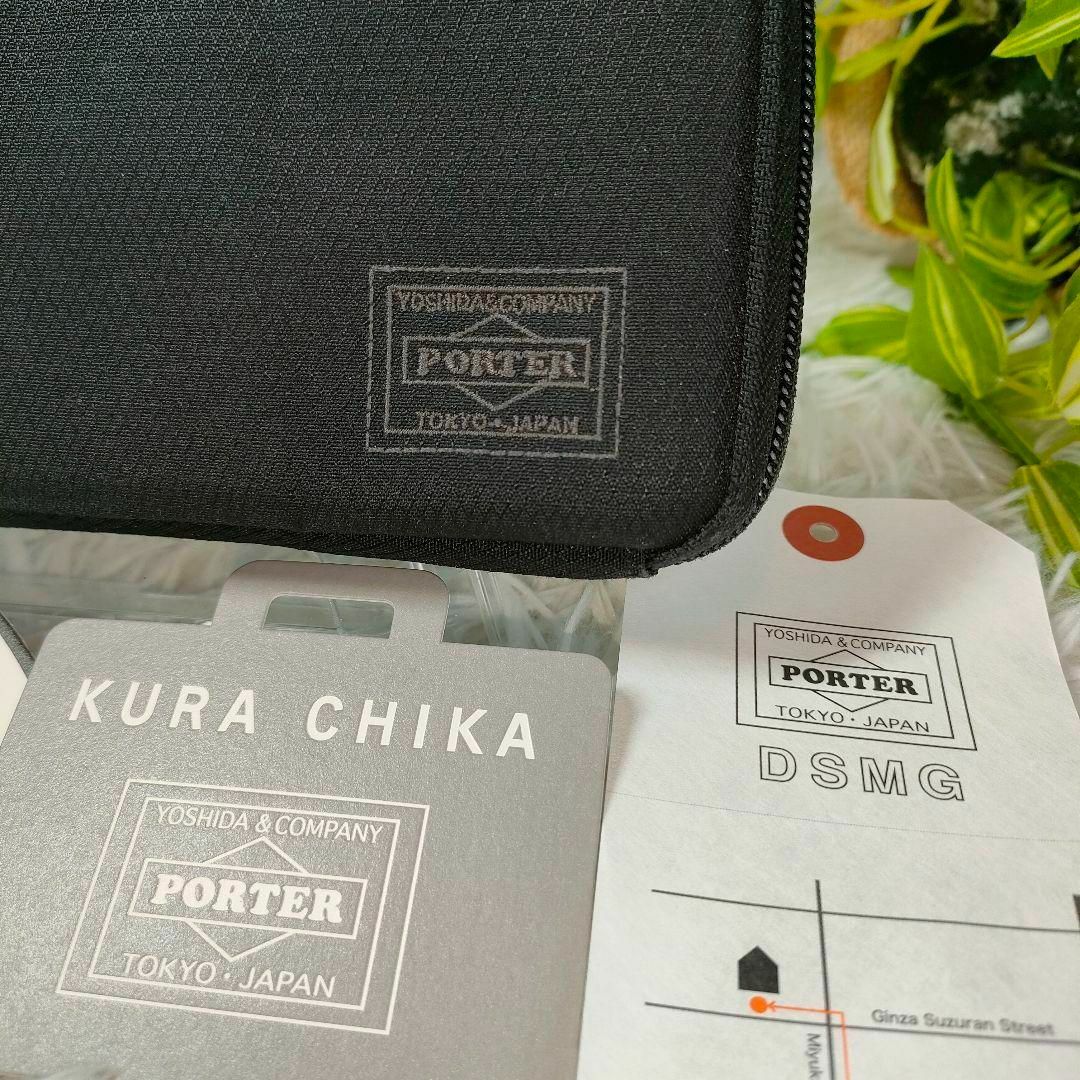 YOSHIDA&COMPANY
PORTER
TOKYO・JAPAN
KURA CHIKA
YOSHIDA & COMPANY
PORTER
TOKYO・JAPAN
YOSHIDA & COMPANY
PORTER
TOKYO・JAPAN
DSMG
Ginza Suzuran Street